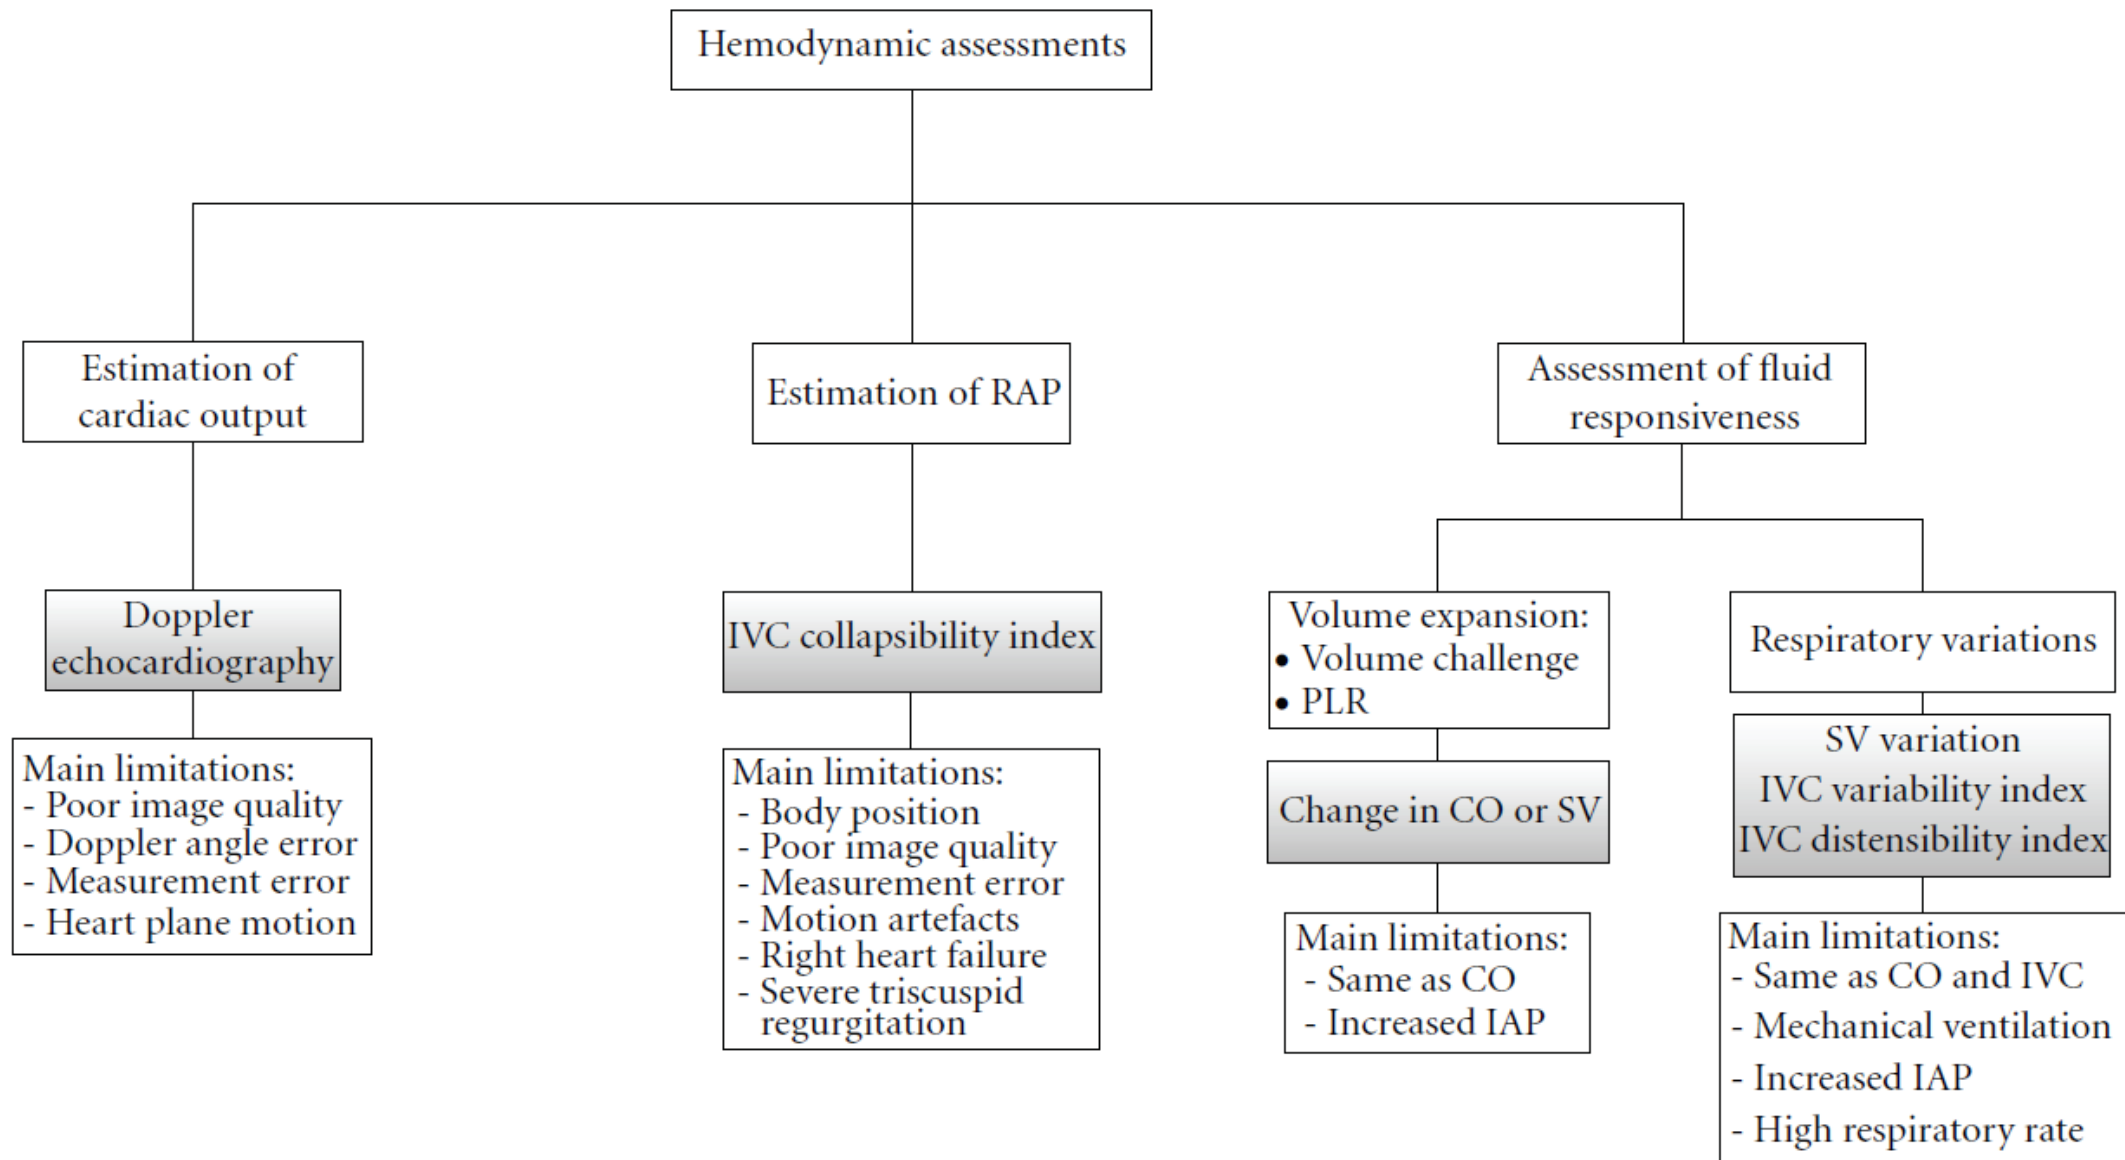 Hemodynamic assessments
Estimation of
cardiac output
Estimation of RAP
Assessment of fluid
responsiveness
Doppler
echocardiography
IVC collapsibility index
Volume expansion:
• Volume challenge
• PLR
Respiratory variations
SV variation
IVC variability index
IVC distensibility index
Change in CO or SV
Main limitations:
- Poor image quality
- Doppler angle error
- Measurement error
- Heart plane motion
Main limitations:
- Body position
- Poor image quality
- Measurement error
- Motion artefacts
- Right heart failure
- Severe triscuspid
regurgitation
Main limitations:
- Same as CO
- Increased IAP
Main limitations:
- Same as CO and IVC
- Mechanical ventilation
- Increased IAP
- High respiratory rate